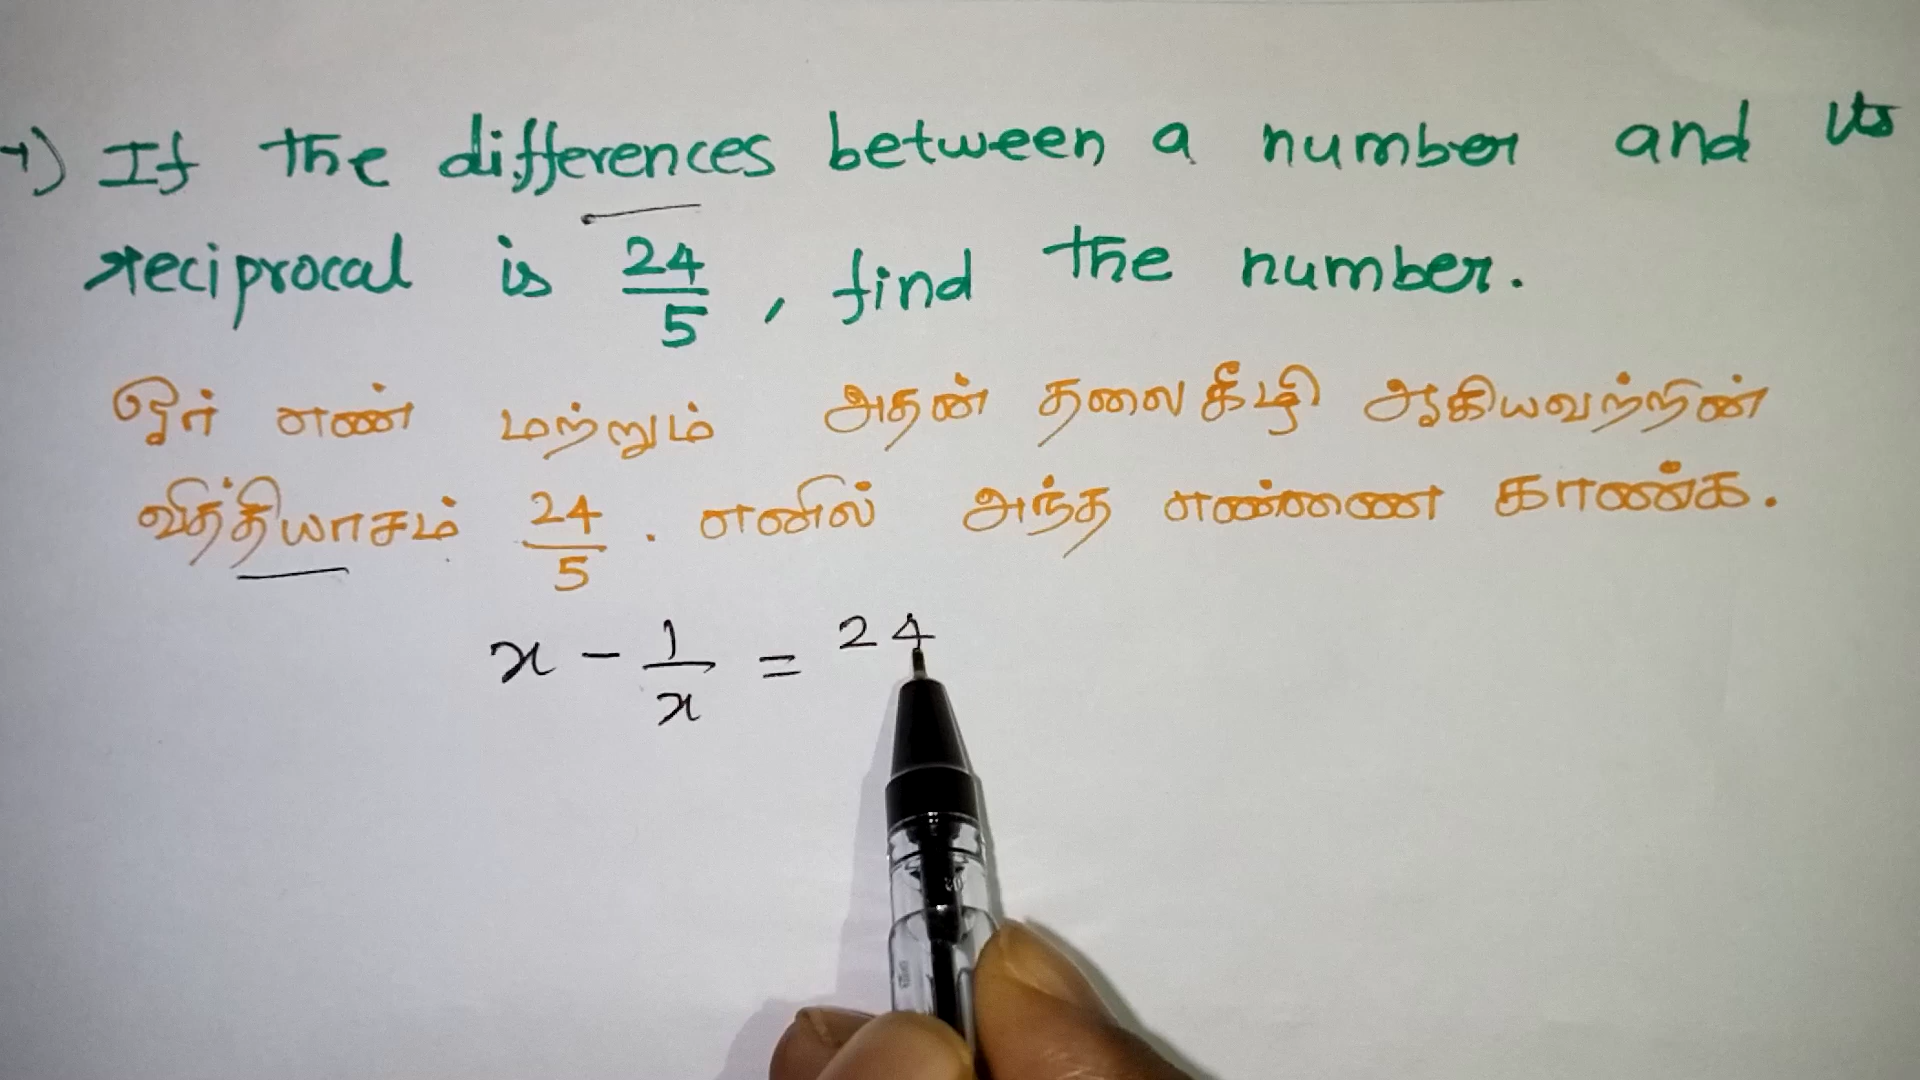 7) If the differences between a number and its
reciprocal is 24/5, find the number.
ஓர் எண் மற்றும் அதன் தலைகீழி ஆகியவற்றின்
வித்தியாசம் 24/5. எனில் அந்த எண்ணை காண்க.
x - 1/x = 24